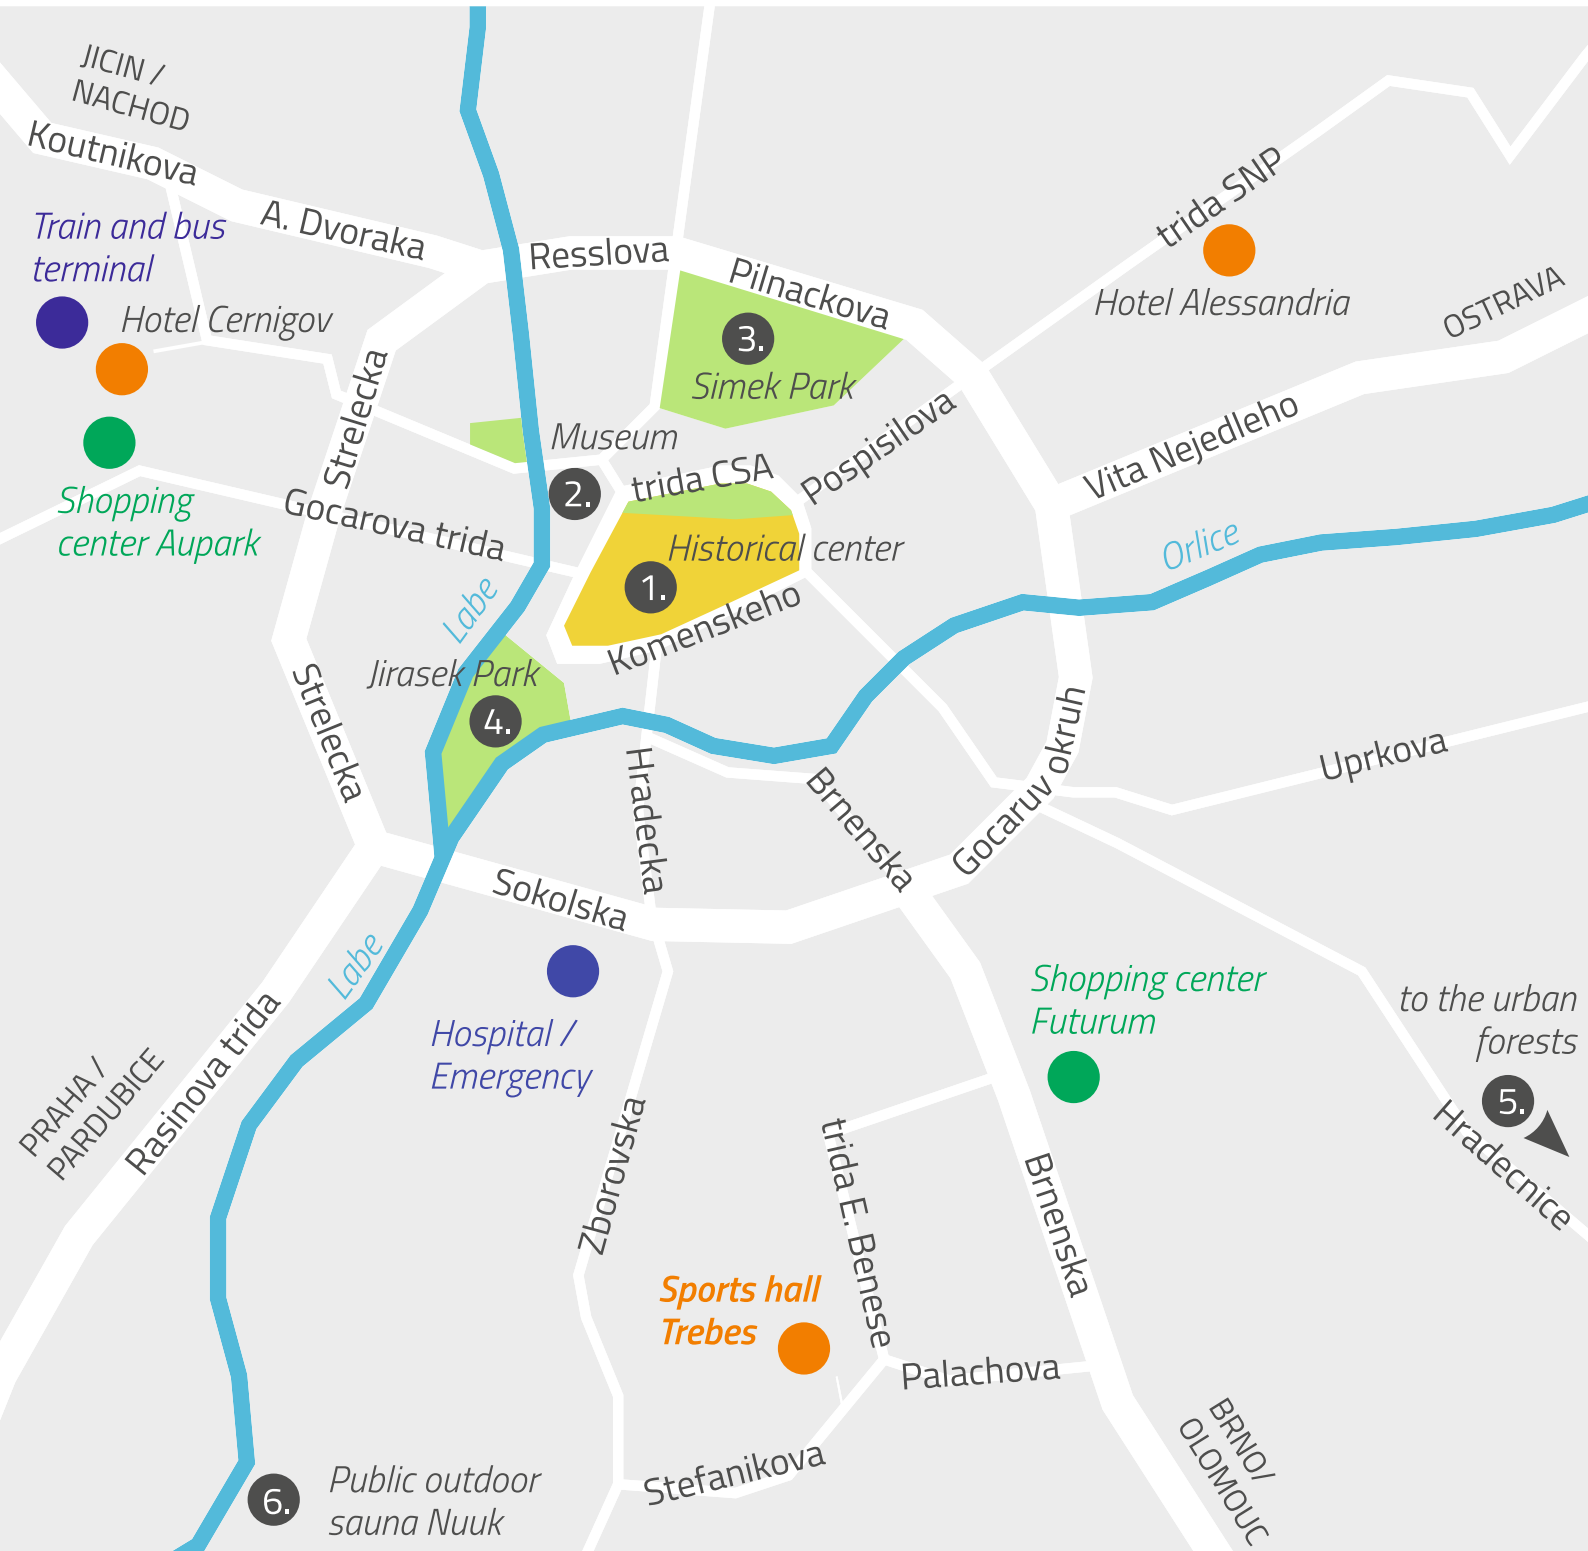 JICIN /
NACHOD
Koutnikova
A. Dvoraka
Resslova
Pilnackova
trida SNP
Train and bus
terminal
Hotel Cernigov
Hotel Alessandria
OSTRAVA
3.
Simek Park
Strelecka
Museum
Pospisilova
Vita Nejedleho
trida CSA
2.
Shopping
center Aupark
Gocarova trida
Historical center
Orlice
1.
Labe
Komenskeho
Jirasek Park
4.
Strelecka
Hradecka
Brnenska
Gocaruv okruh
Uprkova
Sokolska
Labe
Hospital /
Emergency
Shopping center
Futurum
to the urban
forests
5.
Hradecnice
PRAHA /
PARDUBICE
Rasinova trida
Zborovska
trida E. Benese
Brnenska
Sports hall
Trebes
Palachova
Stefanikova
BRNO/
OLOMOUC
6.
Public outdoor
sauna Nuuk